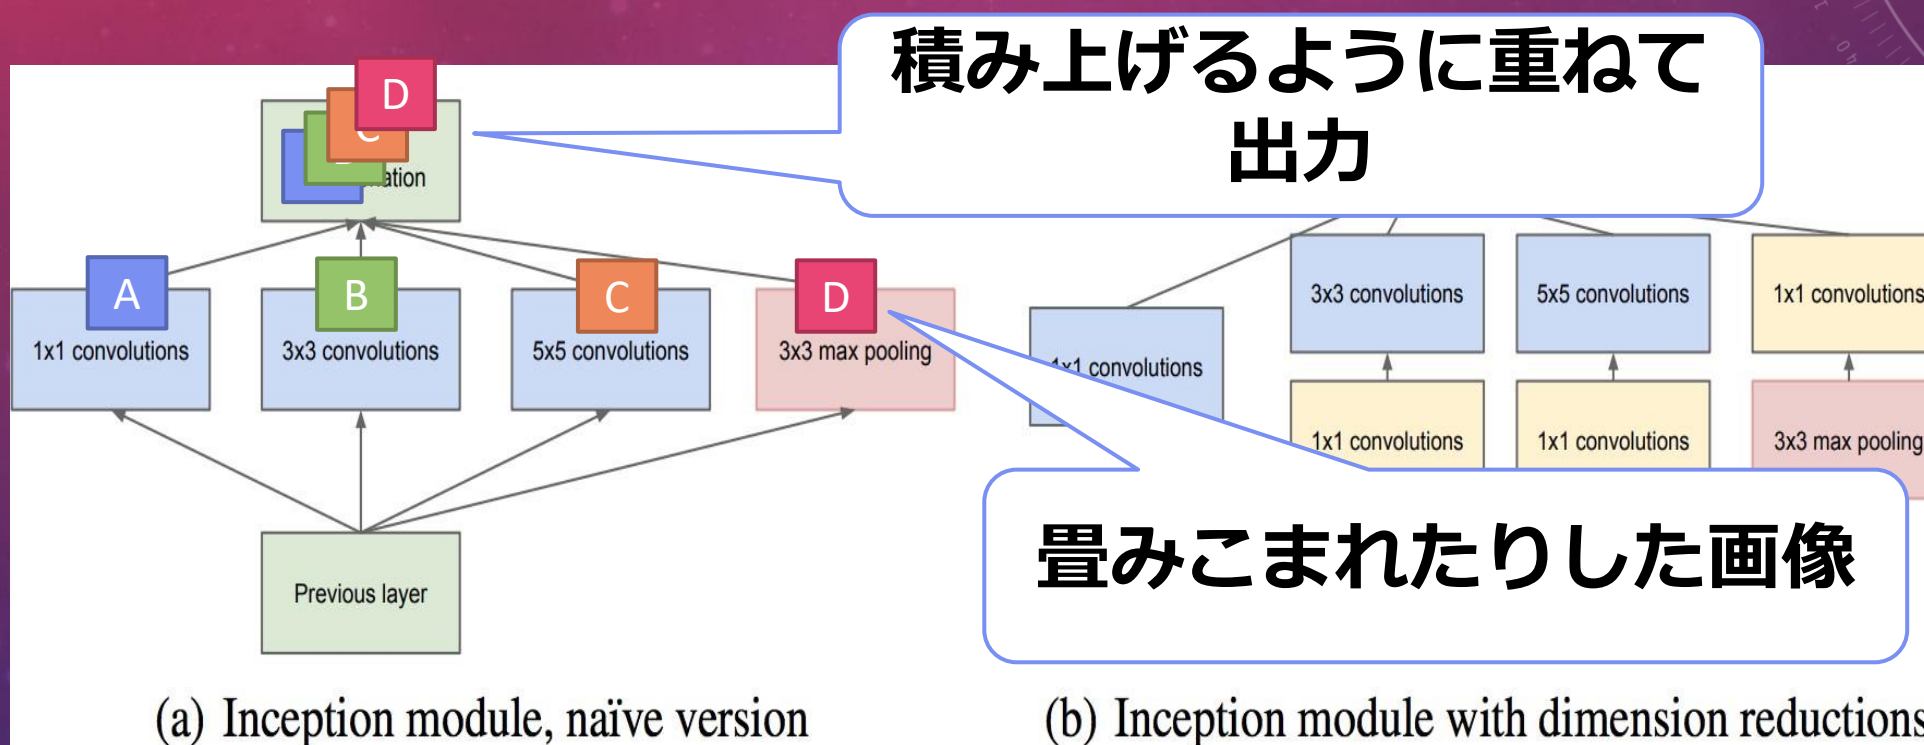 積み上げるように重ねて
出力
D
C
ation
A
B
C
D
1x1 convolutions
3x3 convolutions
5x5 convolutions
3x3 max pooling
Previous layer
(a) Inception module, naïve version
3x3 convolutions
5x5 convolutions
1x1 convolutions
1x1 convolutions
1x1 convolutions
1x1 convolutions
3x3 max pooling
畳みこまれたりした画像
(b) Inception module with dimension reductions